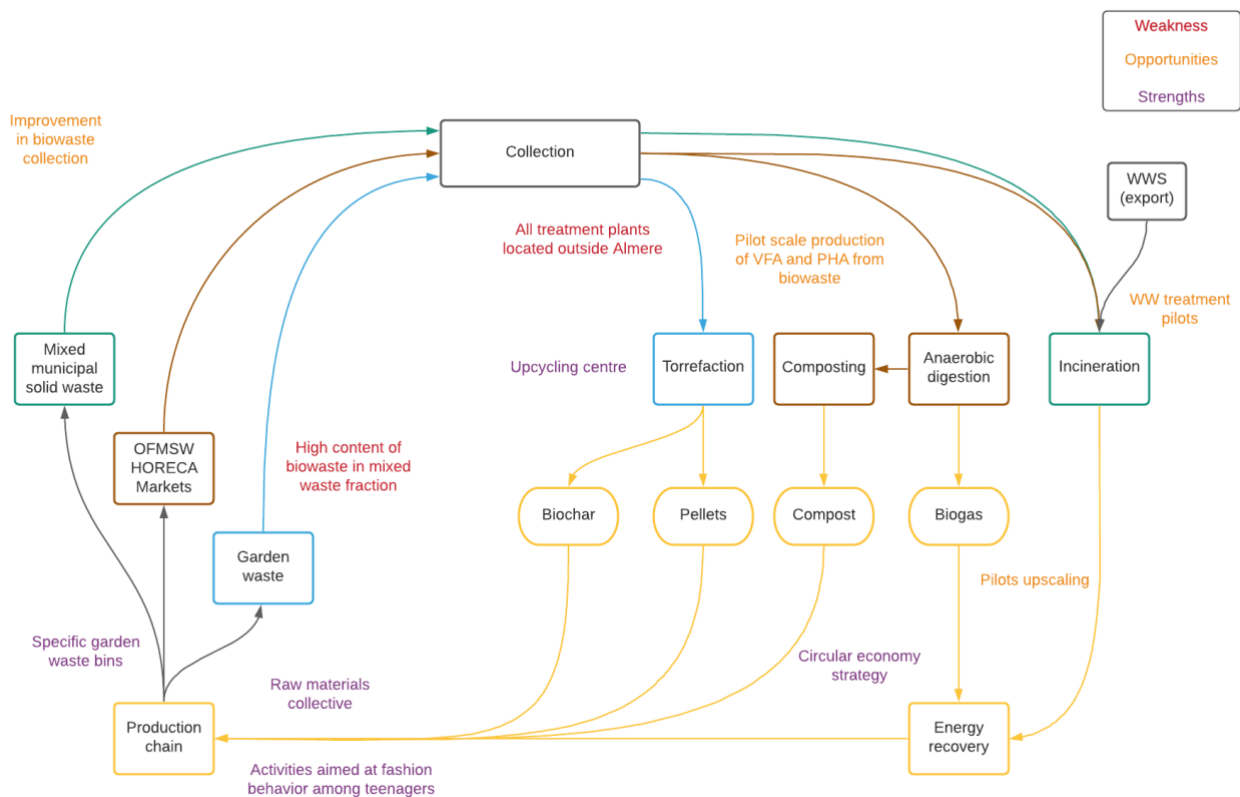 Weakness
Opportunities
Strengths
Improvement
in biowaste
collection
Collection
WWS
(export)
All treatment plants
located outside Almere
Pilot scale production
of VFA and PHA from
biowaste
WW treatment
pilots
Mixed
municipal
solid waste
Upcycling centre
Torrefaction
Composting
Anaerobic
digestion
Incineration
OFMSW
HORECA
Markets
High content of
biowaste in mixed
waste fraction
Biochar
Pellets
Compost
Biogas
Garden
waste
Pilots upscaling
Specific garden
waste bins
Raw materials
collective
Circular economy
strategy
Production
chain
Energy
recovery
Activities aimed at fashion
behavior among teenagers